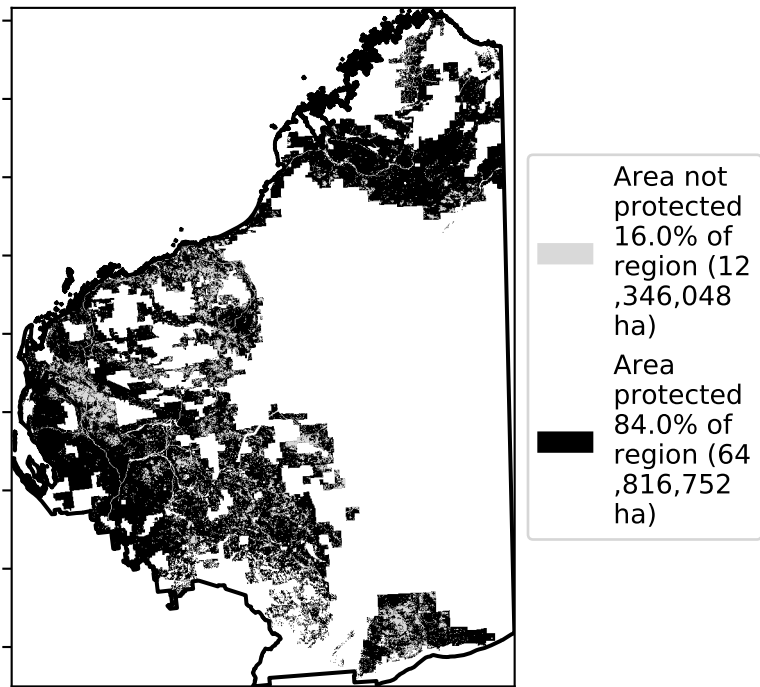 Area not
protected
16.0% of
region (12
,346,048
ha)
Area
protected
84.0% of
region (64
,816,752
ha)